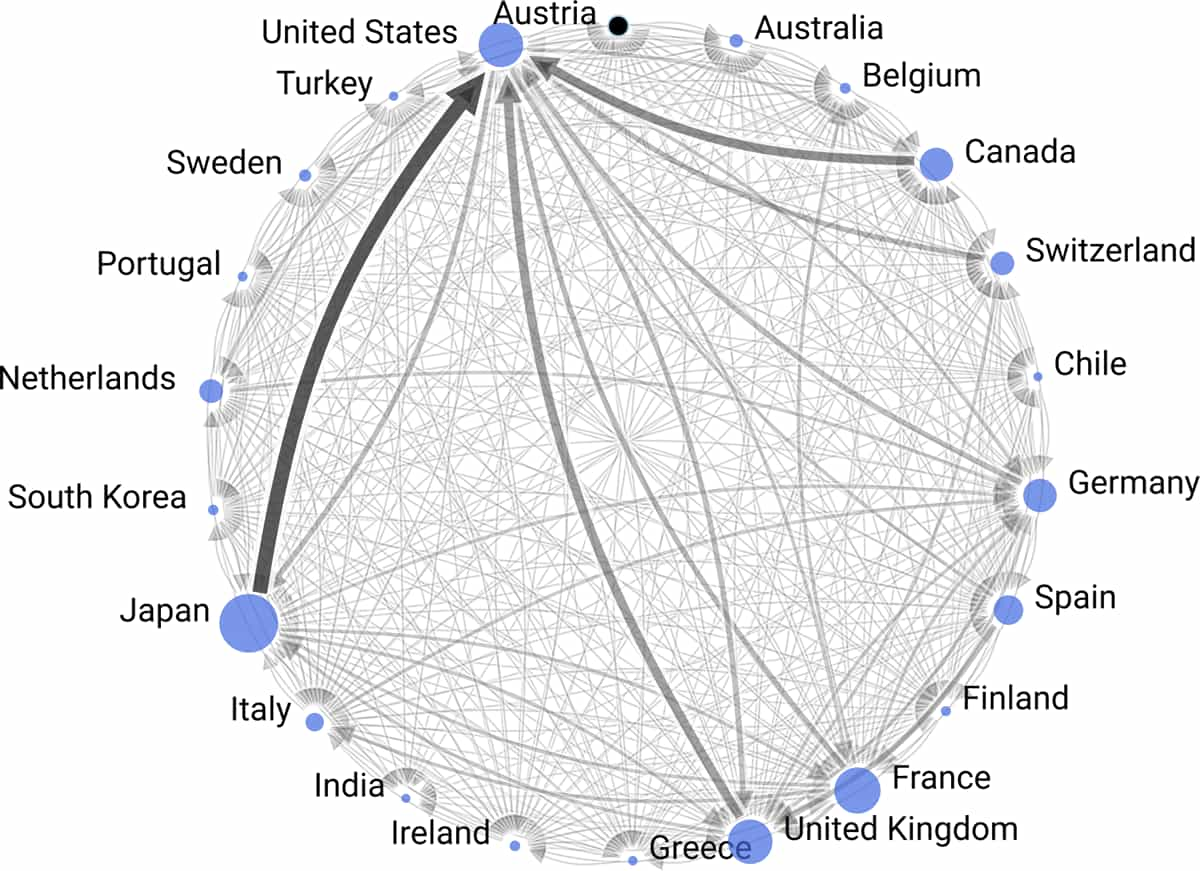 Austria
United States
Australia
Turkey
Belgium
Sweden
Canada
Portugal
Switzerland
Netherlands
Chile
South Korea
Germany
Japan
Spain
Italy
Finland
India
France
Ireland
United Kingdom
Greece